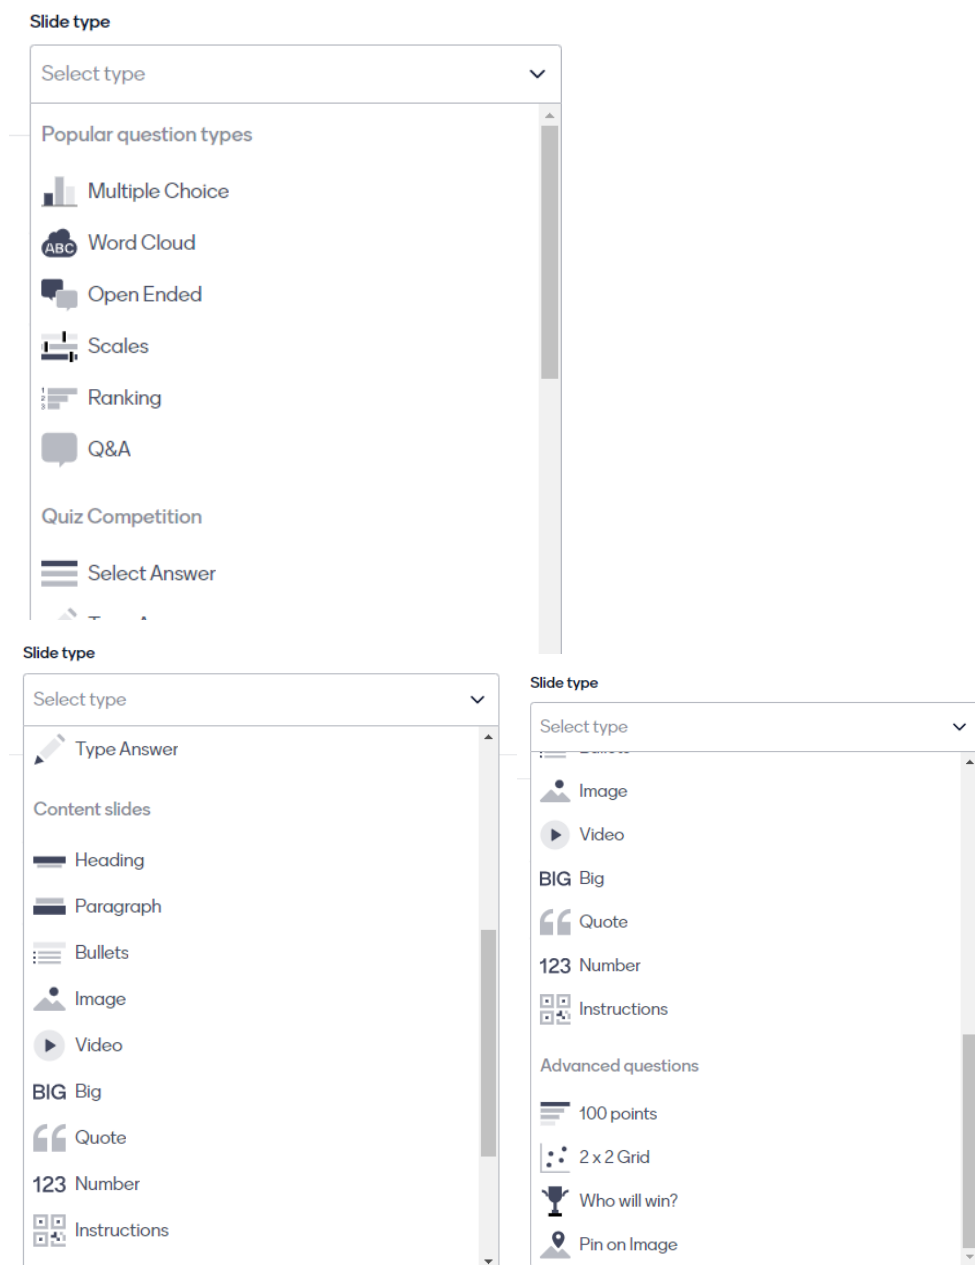 Slide type
Select type
Popular question types
Multiple Choice
ABC Word Cloud
Open Ended
Scales
1 2 3 Ranking
Q&A
Quiz Competition
Select Answer
Slide type
Select type
Type Answer
Content slides
Heading
Paragraph
Bullets
Image
Video
BIG Big
Quote
123 Number
Instructions
Slide type
Select type
Image
Video
BIG Big
Quote
123 Number
Instructions
Advanced questions
100 points
2 x 2 Grid
Who will win?
Pin on Image